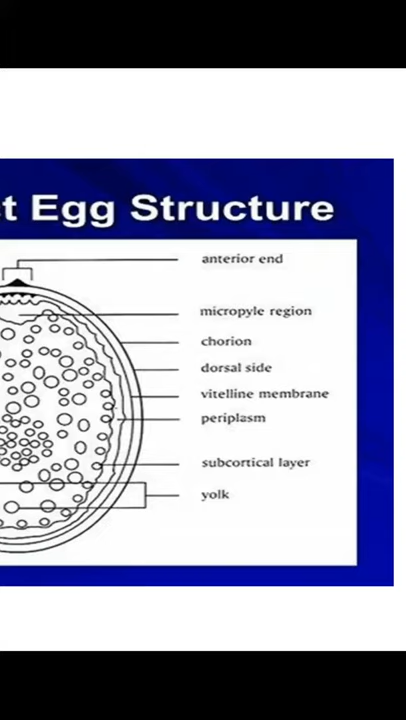 t Egg Structure
anterior end
micropyle region
chorion
dorsal side
vitelline membrane
periplasm
subcortical layer
yolk